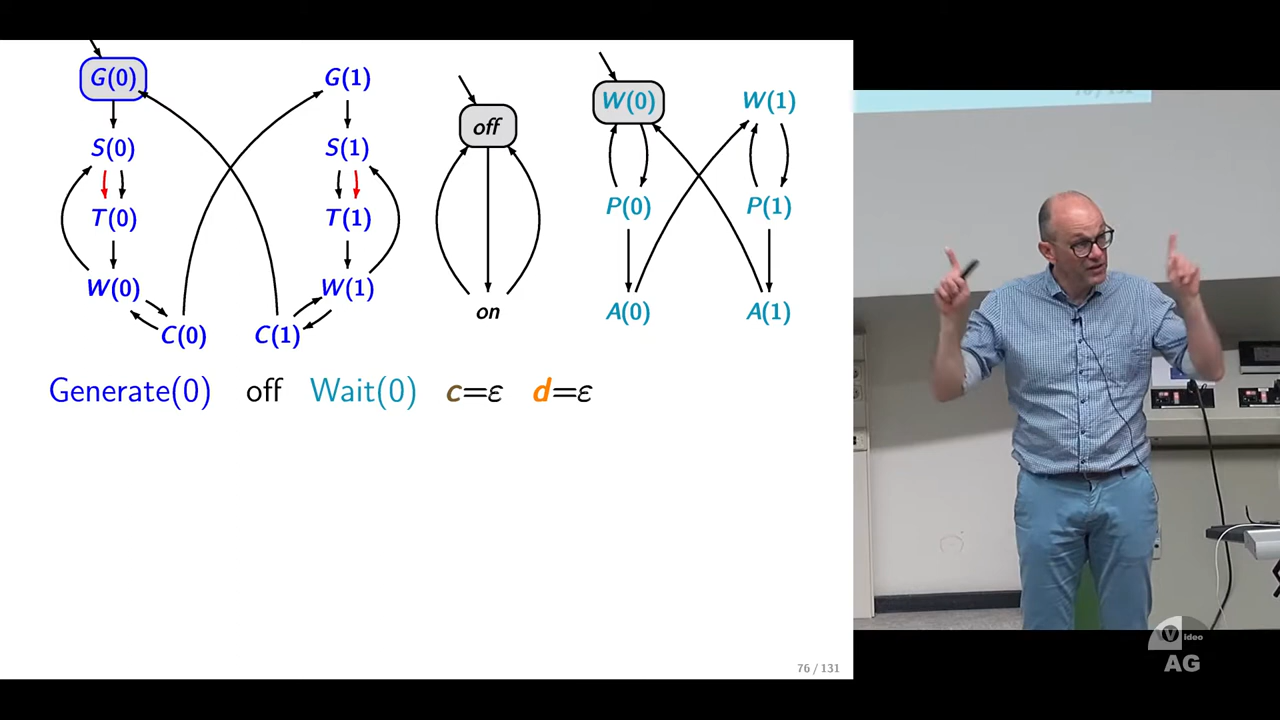 G(0) G(1)
S(0) S(1)
T(0) T(1)
W(0) W(1)
C(0) C(1)
off
on
W(0) W(1)
P(0) P(1)
A(0) A(1)
Generate(0) off Wait(0) c=ε d=ε
76 / 131
Video
AG